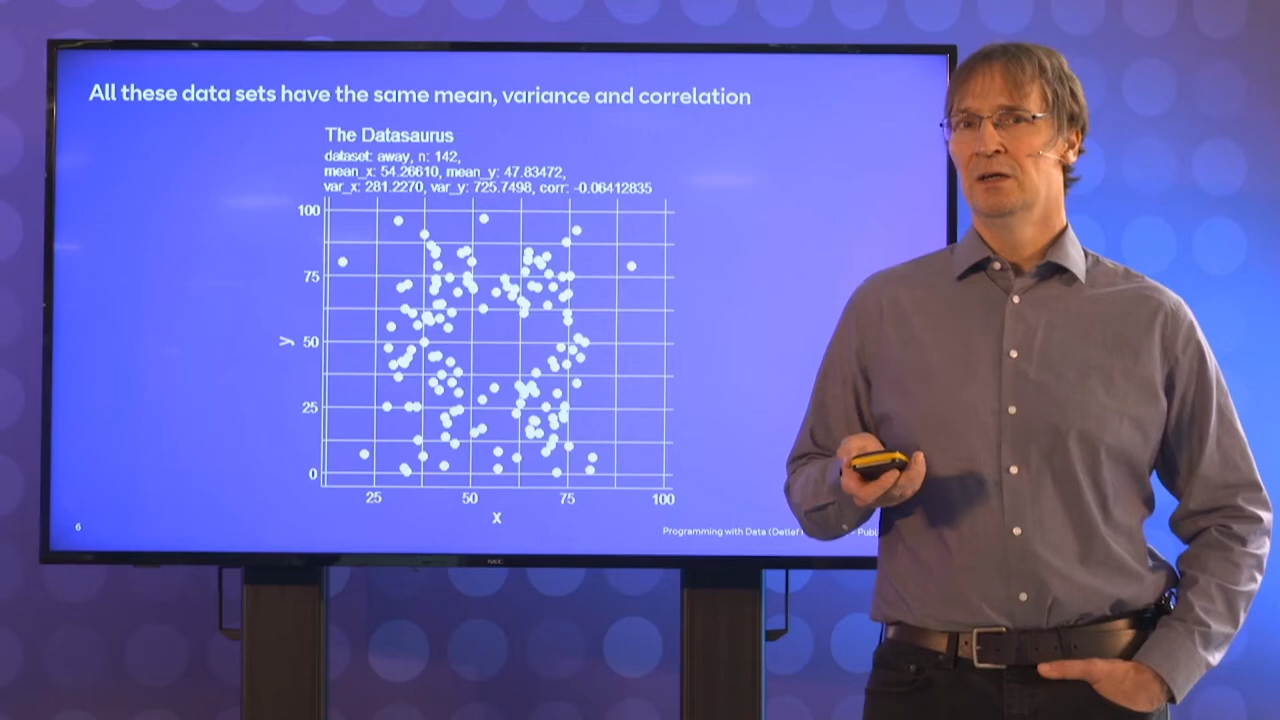 All these data sets have the same mean, variance and correlation
The Datasaurus
dataset: away, n: 142,
mean_x: 54.26610, mean_y: 47.83472,
var_x: 281.2270, var_y: 725.7498, corr: -0.06412835
100
75
50
25
0
y
25 50 75 100
x
6
Programming with Data (Detlef
NEC